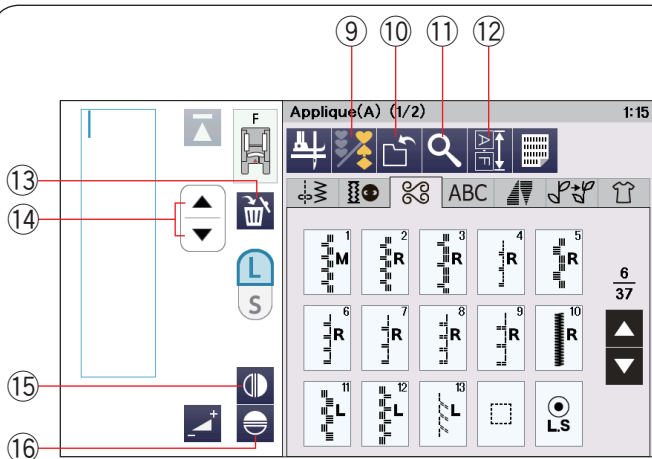 ⑨ ⑩ ⑪ ⑫
F
Applique(A) (1/2) 1:15
A
F
⑬
ABC
⑭
1 M
2 R
3 R
4 R
5 R
L
S
6
37
6 R
7 R
8 R
9 R
10 R
⑮
11 L
12 L
13 L
L.S
+
−
⑯